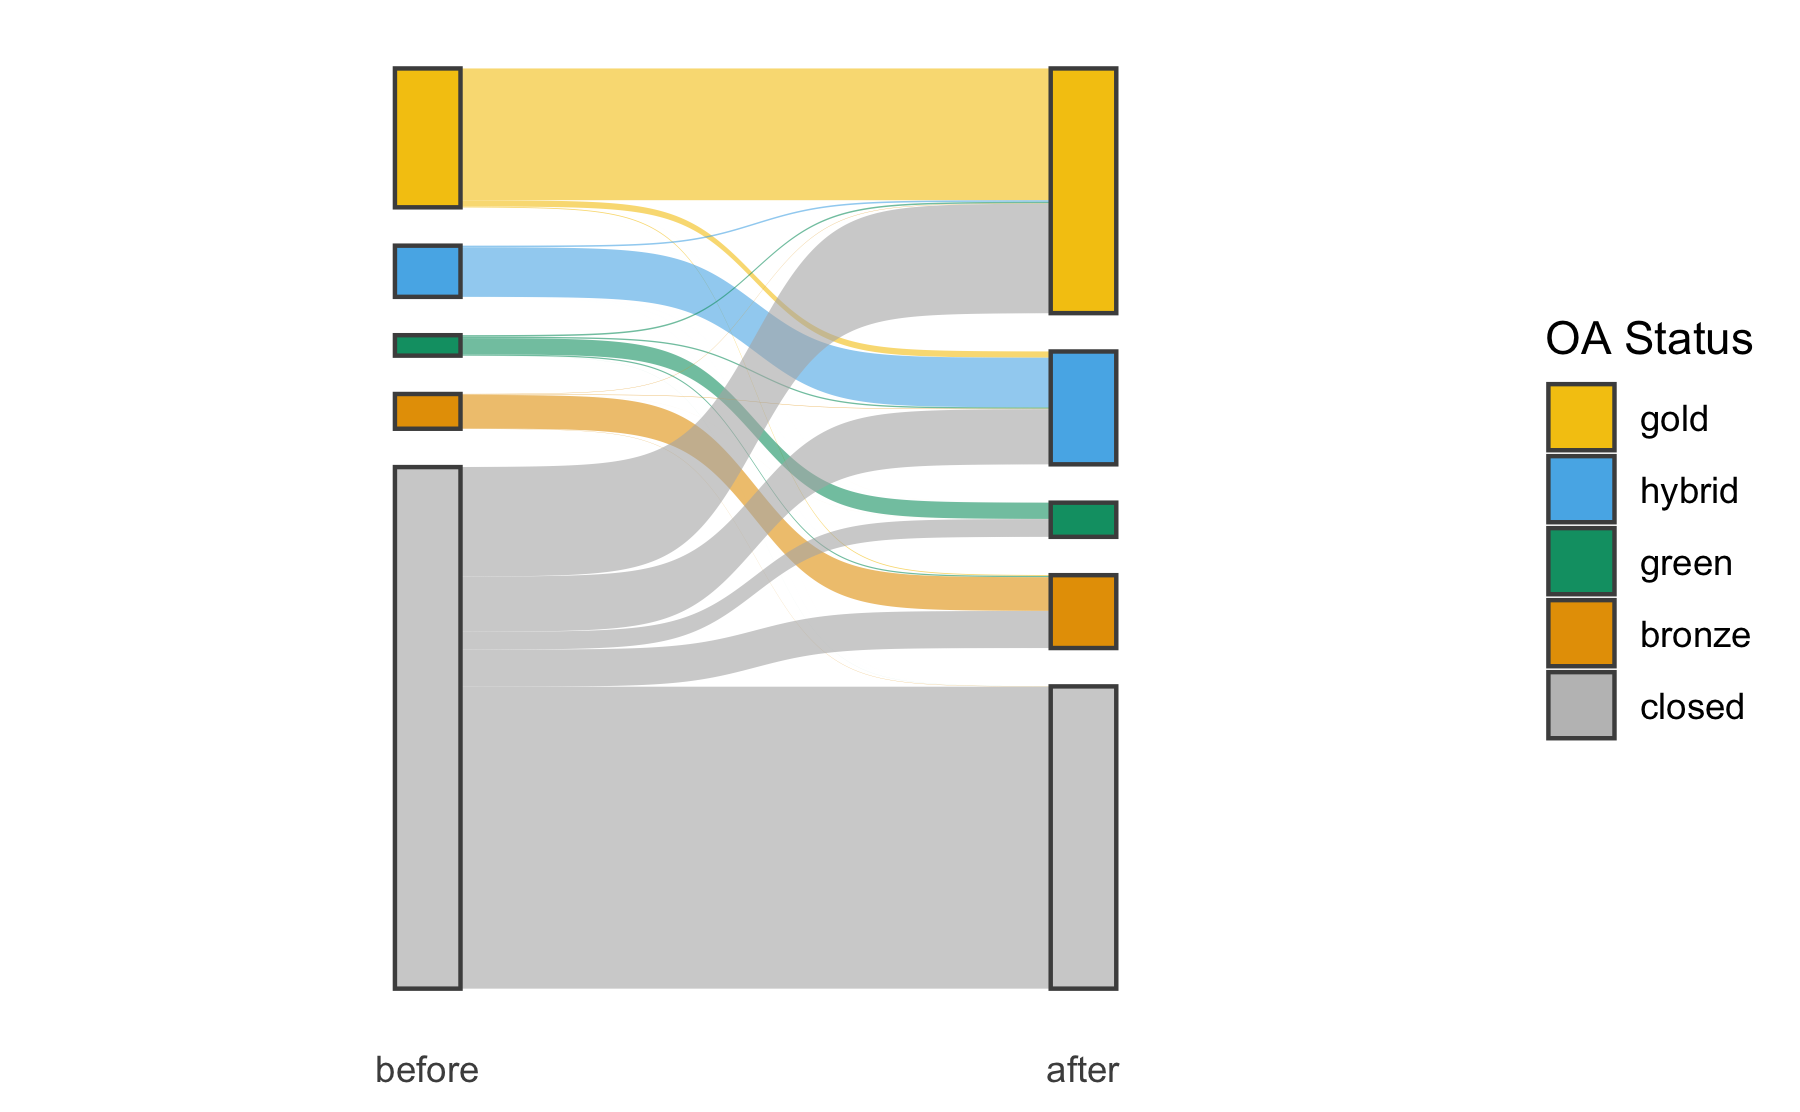 OA Status
gold
hybrid
green
bronze
closed
before
after